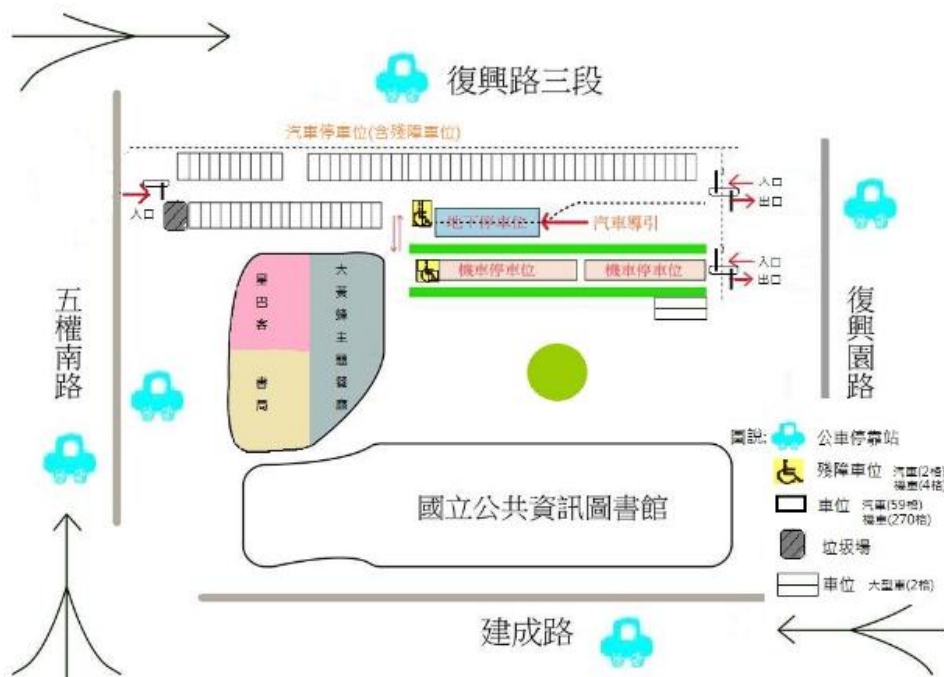 復興路三段
汽車停車位(含殘障車位)
入口
出口
入口
地下停車位
汽車導引
機車停車位
機車停車位
入口
出口
五權南路
復興園路
星巴客
大黃蜂主題餐廳
書局
國立公共資訊圖書館
建成路
圖說:
公車停靠站
殘障車位 汽車(2格)
機車(4格)
車位 汽車(59格)
機車(270格)
垃圾場
車位 大型車(2格)